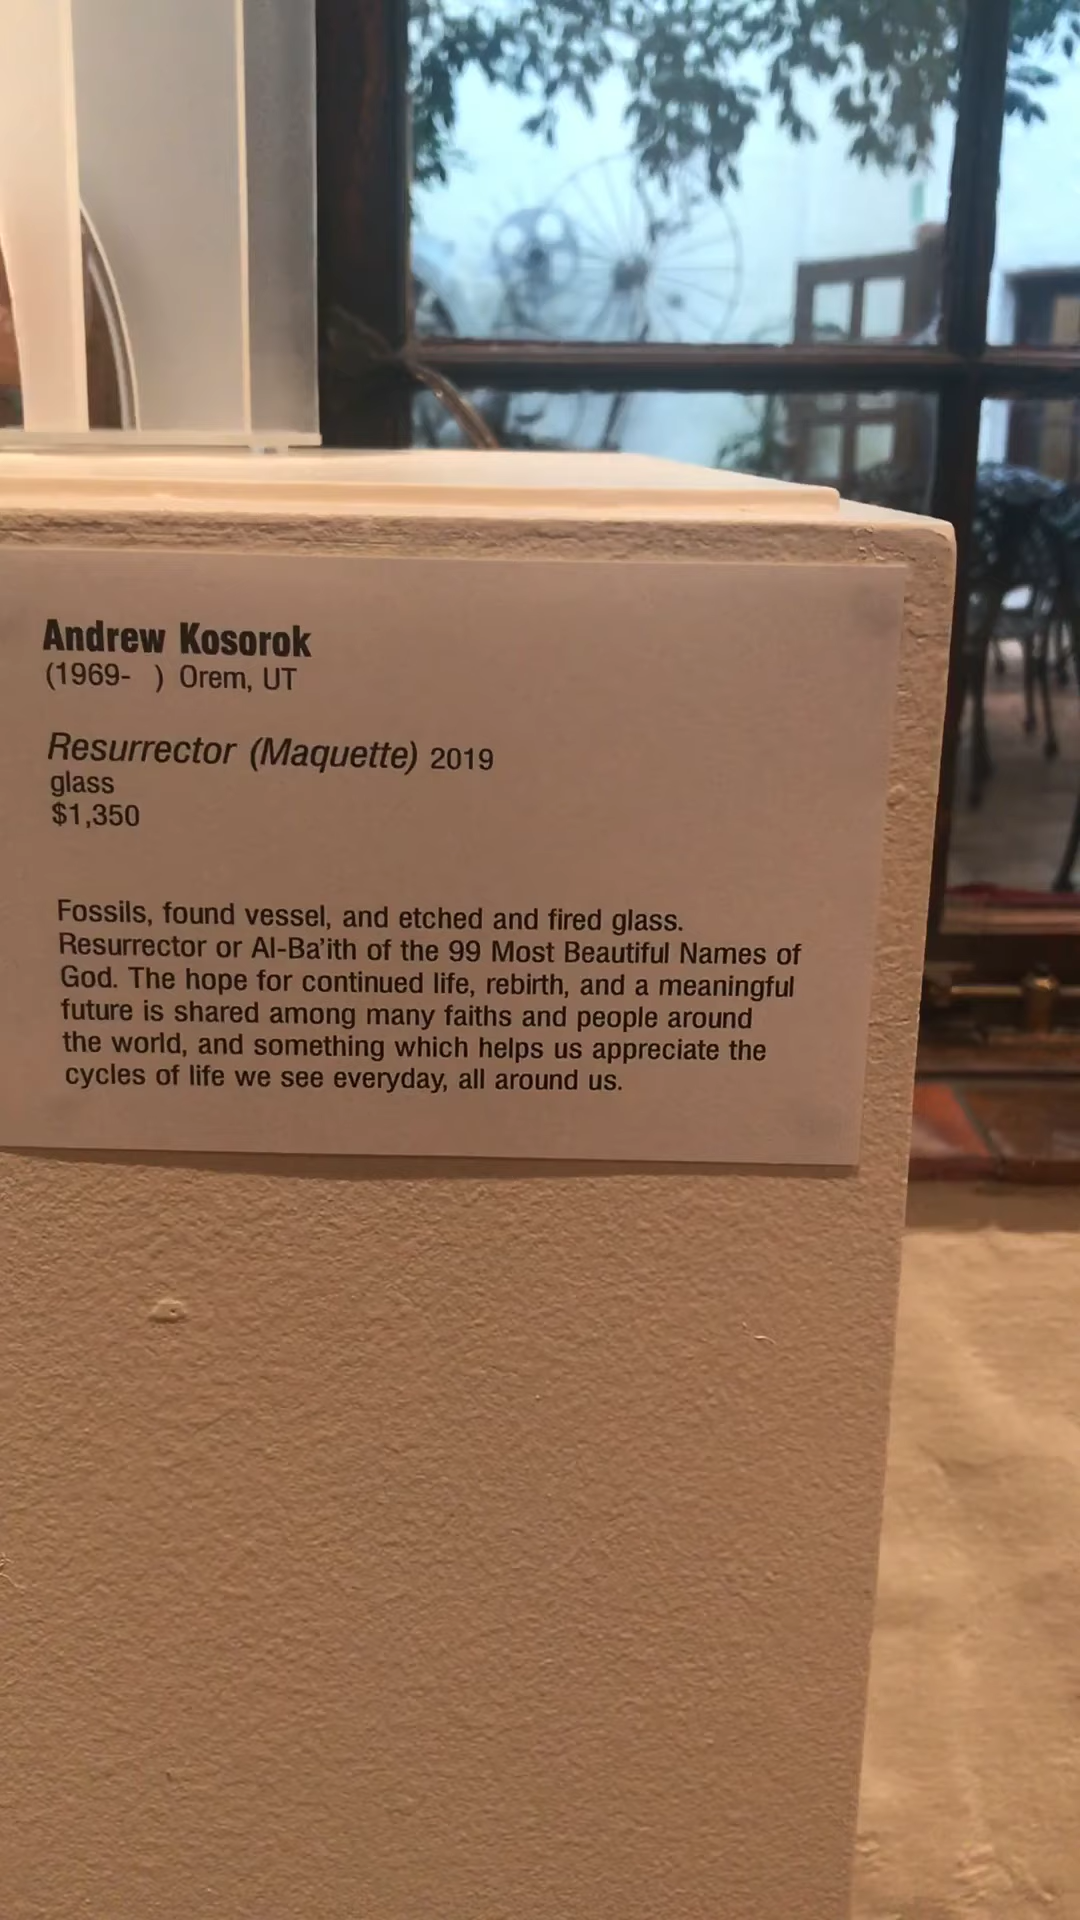 Andrew Kosorok
(1969-   ) Orem, UT
Resurrector (Maquette) 2019
glass
$1,350
Fossils, found vessel, and etched and fired glass.
Resurrector or Al-Ba'ith of the 99 Most Beautiful Names of
God. The hope for continued life, rebirth, and a meaningful
future is shared among many faiths and people around
the world, and something which helps us appreciate the
cycles of life we see everyday, all around us.